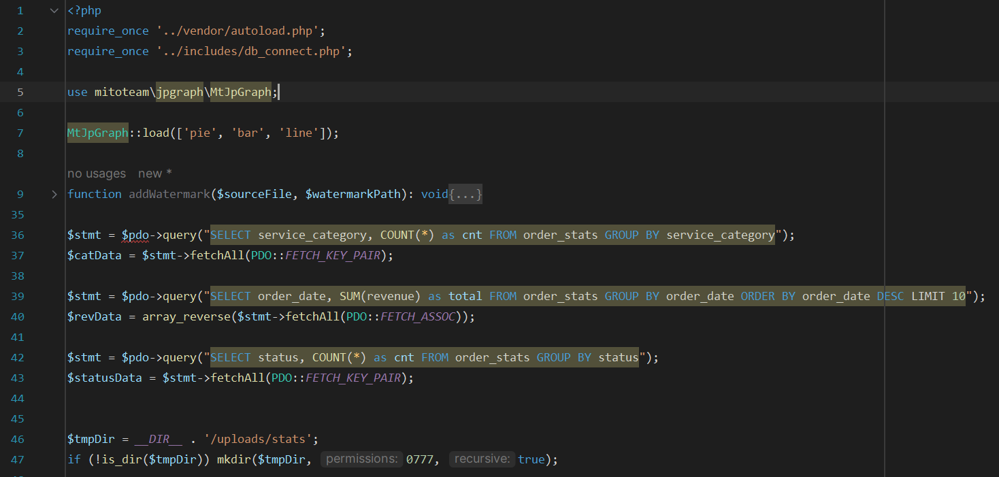 1 <?php
2 require_once '../vendor/autoload.php';
3 require_once '../includes/db_connect.php';
4
5 use mitoteam\jpgraph\MtJpGraph;
6
7 MtJpGraph::load(['pie', 'bar', 'line']);
8
no usages new *
9 function addWatermark($sourceFile, $watermarkPath): void{...}
35
36 $stmt = $pdo->query("SELECT service_category, COUNT(*) as cnt FROM order_stats GROUP BY service_category");
37 $catData = $stmt->fetchAll(PDO::FETCH_KEY_PAIR);
38
39 $stmt = $pdo->query("SELECT order_date, SUM(revenue) as total FROM order_stats GROUP BY order_date ORDER BY order_date DESC LIMIT 10");
40 $revData = array_reverse($stmt->fetchAll(PDO::FETCH_ASSOC));
41
42 $stmt = $pdo->query("SELECT status, COUNT(*) as cnt FROM order_stats GROUP BY status");
43 $statusData = $stmt->fetchAll(PDO::FETCH_KEY_PAIR);
44
45
46 $tmpDir = __DIR__ . '/uploads/stats';
47 if (!is_dir($tmpDir)) mkdir($tmpDir, permissions: 0777, recursive: true);